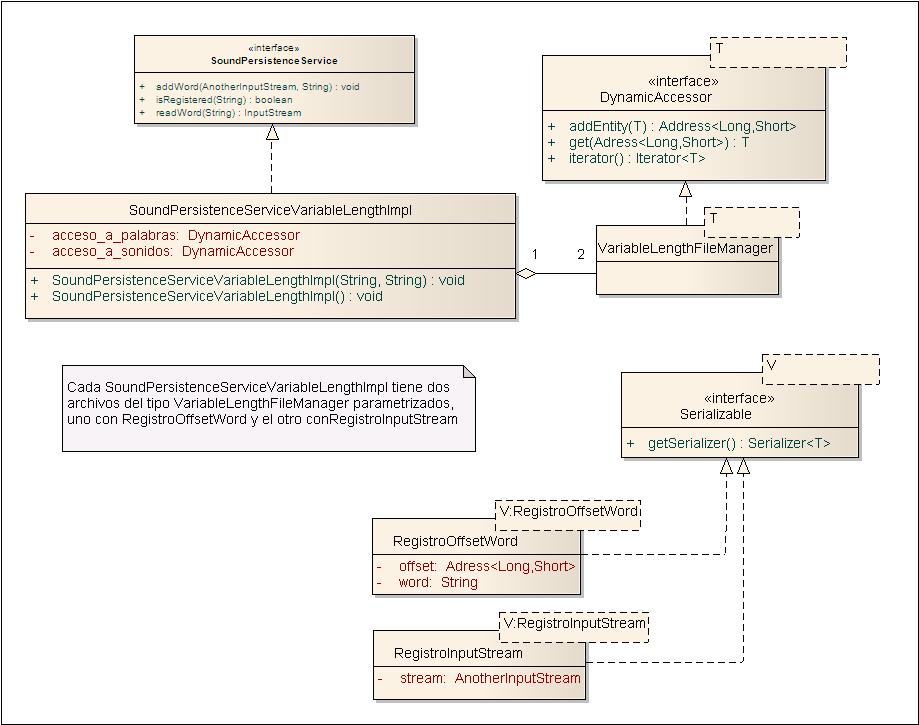 «interface»
SoundPersistenceService
+ addWord(AnotherInputStream, String) : void
+ isRegistered(String) : boolean
+ readWord(String) : InputStream
T
«interface»
DynamicAccessor
+ addEntity(T) : Address<Long,Short>
+ get(Adress<Long,Short>) : T
+ iterator() : Iterator<T>
SoundPersistenceServiceVariableLengthImpl
- acceso_a_palabras: DynamicAccessor
- acceso_a_sonidos: DynamicAccessor
+ SoundPersistenceServiceVariableLengthImpl(String, String) : void
+ SoundPersistenceServiceVariableLengthImpl() : void
1
2
T
VariableLengthFileManager
Cada SoundPersistenceServiceVariableLengthImpl tiene dos
archivos del tipo VariableLengthFileManager parametrizados,
uno con RegistroOffsetWord y el otro conRegistroInputStream
V
«interface»
Serializable
+ getSerializer() : Serializer<T>
V:RegistroOffsetWord
RegistroOffsetWord
- offset: Adress<Long,Short>
- word: String
V:RegistroInputStream
RegistroInputStream
- stream: AnotherInputStream